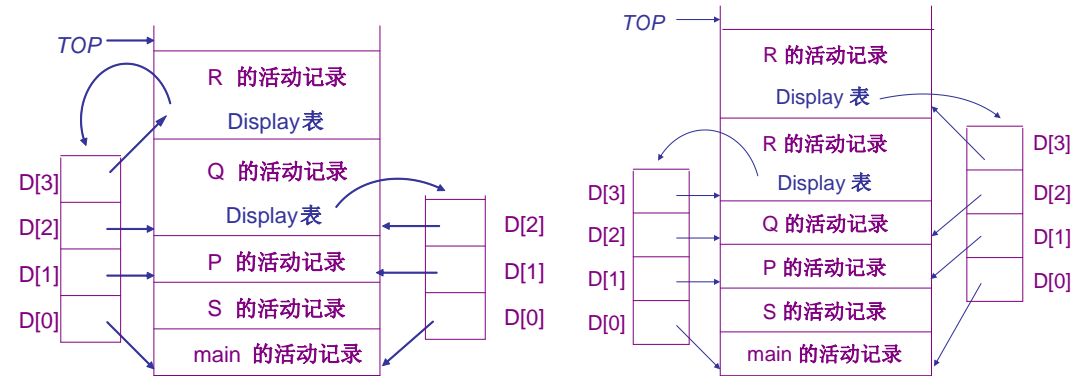 TOP
R 的活动记录
Display表
Q 的活动记录
Display表
P 的活动记录
S 的活动记录
main 的活动记录
D[3]
D[2]
D[1]
D[0]
D[2]
D[1]
D[0]
TOP
R 的活动记录
Display 表
R 的活动记录
Display 表
Q 的活动记录
P的活动记录
S的活动记录
main 的活动记录
D[3]
D[2]
D[1]
D[0]
D[3]
D[2]
D[1]
D[0]